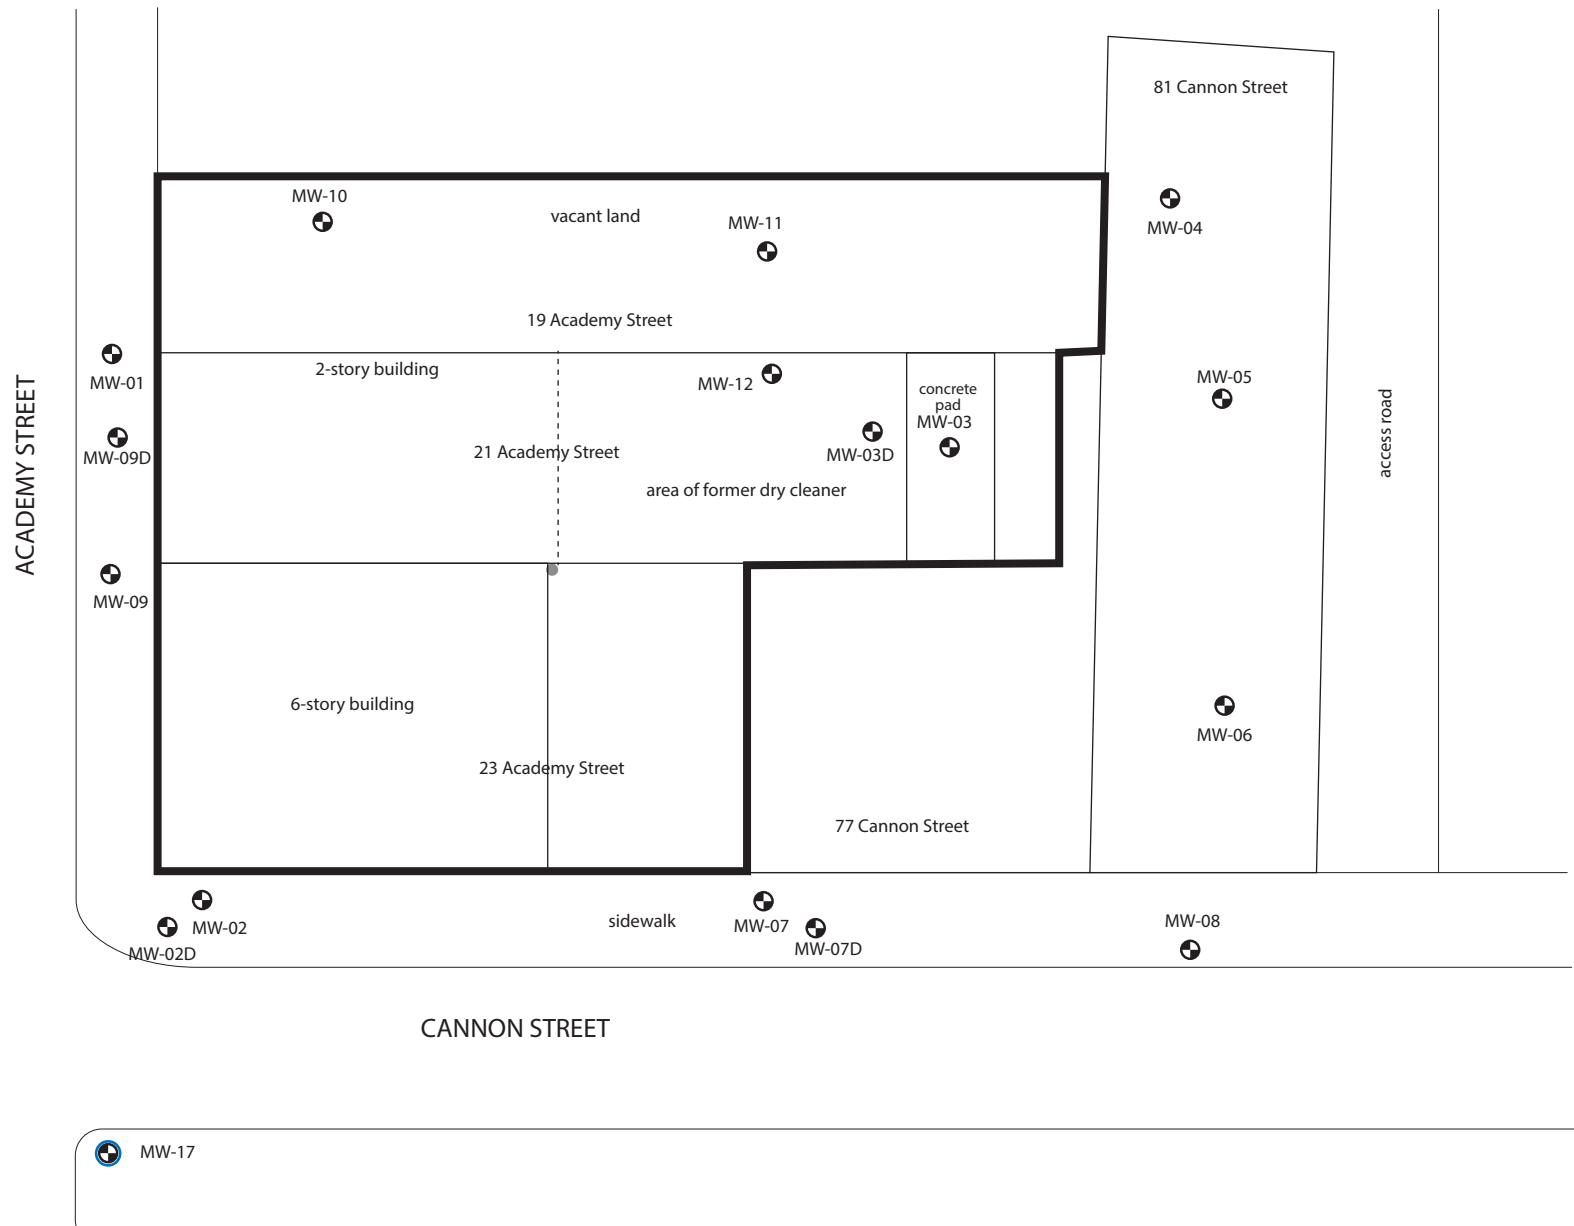 81 Cannon Street
MW-10
vacant land
MW-11
MW-04
19 Academy Street
2-story building
MW-01
MW-12
concrete
pad
MW-03
MW-05
ACADEMY STREET
access road
MW-09D
21 Academy Street
MW-03D
area of former dry cleaner
MW-09
6-story building
MW-06
23 Academy Street
77 Cannon Street
MW-02
sidewalk
MW-07
MW-08
MW-02D
MW-07D
CANNON STREET
MW-17